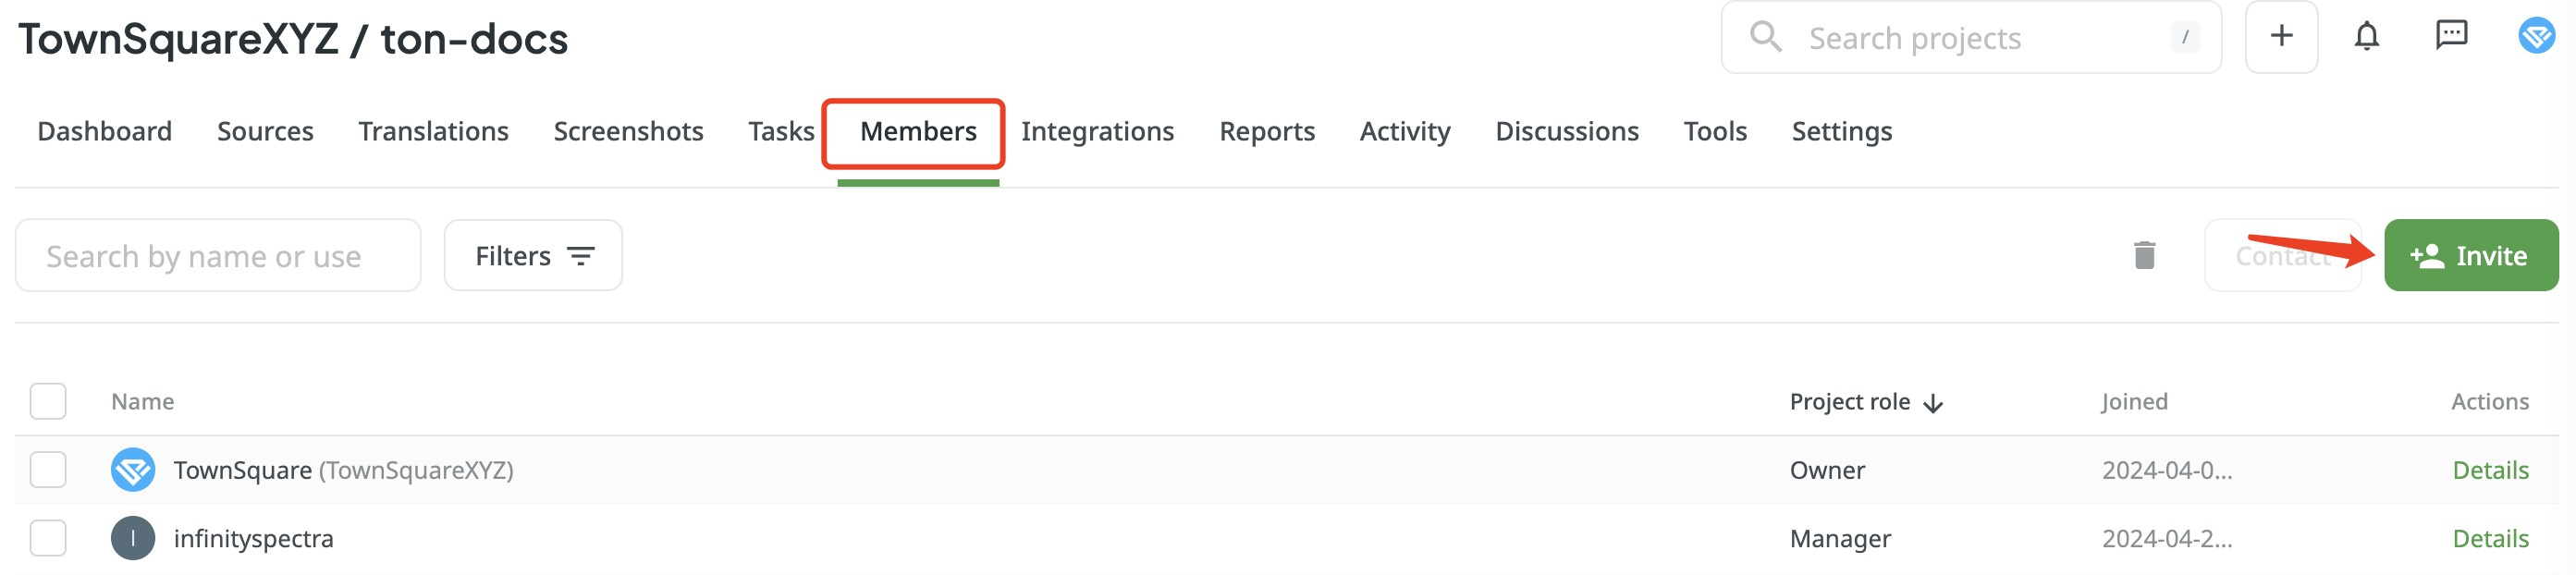 TownSquareXYZ / ton-docs
Search projects /
Dashboard Sources Translations Screenshots Tasks Members Integrations Reports Activity Discussions Tools Settings
Search by name or use Filters Contact Invite
Name Project role Joined Actions
TownSquare (TownSquareXYZ) Owner 2024-04-0... Details
I infinityspectra Manager 2024-04-2... Details